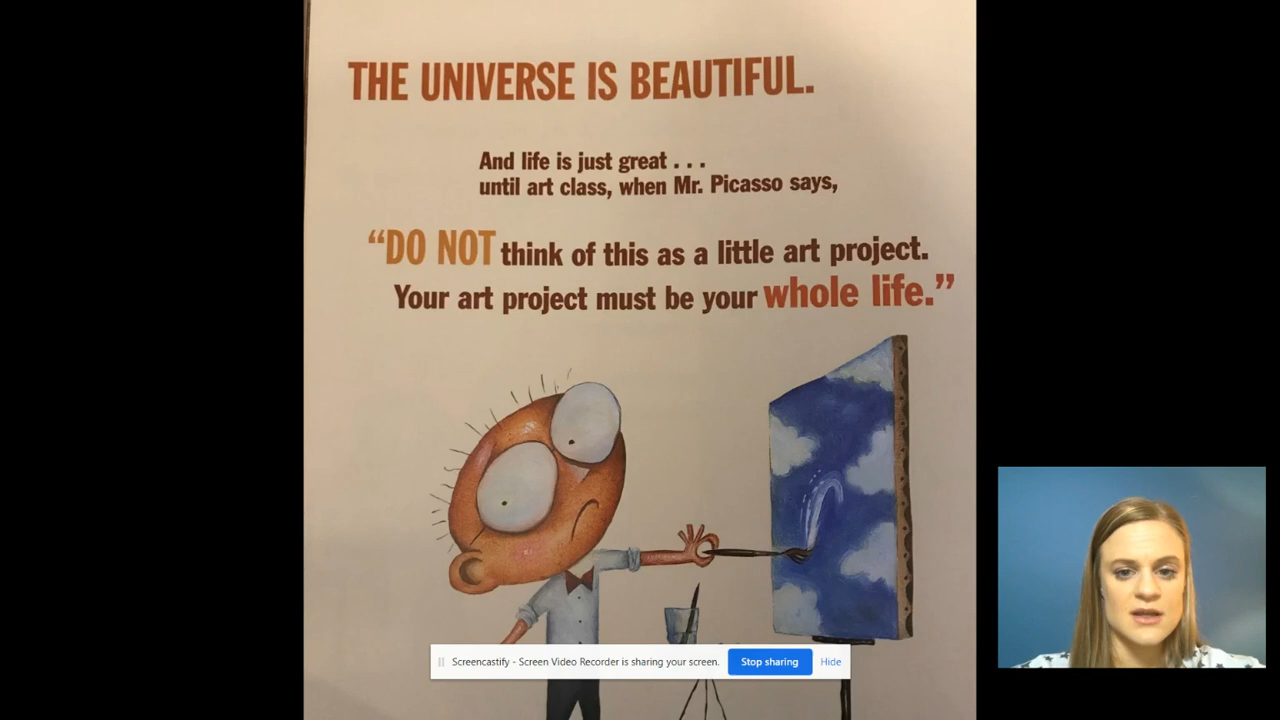 THE UNIVERSE IS BEAUTIFUL.
And life is just great . . .
until art class, when Mr. Picasso says,
“DO NOT think of this as a little art project.
Your art project must be your whole life.”
Screencastify - Screen Video Recorder is sharing your screen. Stop sharing Hide